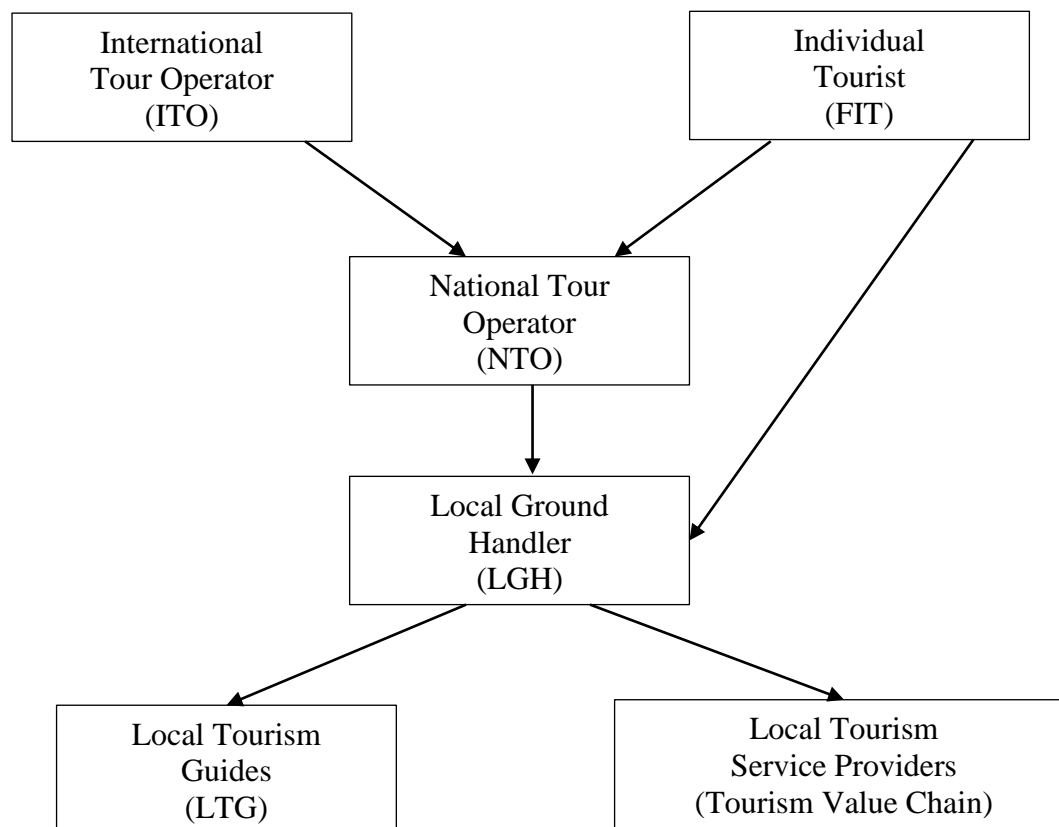 International
Tour Operator
(ITO)
Individual
Tourist
(FIT)
National Tour
Operator
(NTO)
Local Ground
Handler
(LGH)
Local Tourism
Guides
(LTG)
Local Tourism
Service Providers
(Tourism Value Chain)